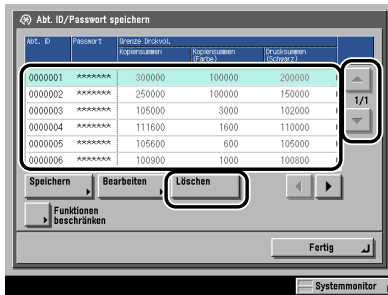 Abt. ID/Passwort speichern
Abt. ID Passwort Grenze Drckvol.
Kopiensummen Kopiensummen (Farbe) Drucksummen (Schwarz)
0000001 ******* 300000 100000 200000
0000002 ******* 250000 100000 150000
0000003 ******* 105000 3000 102000
0000004 ******* 111600 1600 110000
0000005 ******* 105600 600 105000
0000006 ******* 100900 1000 100800
1/1
Speichern Bearbeiten Löschen
Funktionen
beschränken
Fertig
Systemmonitor